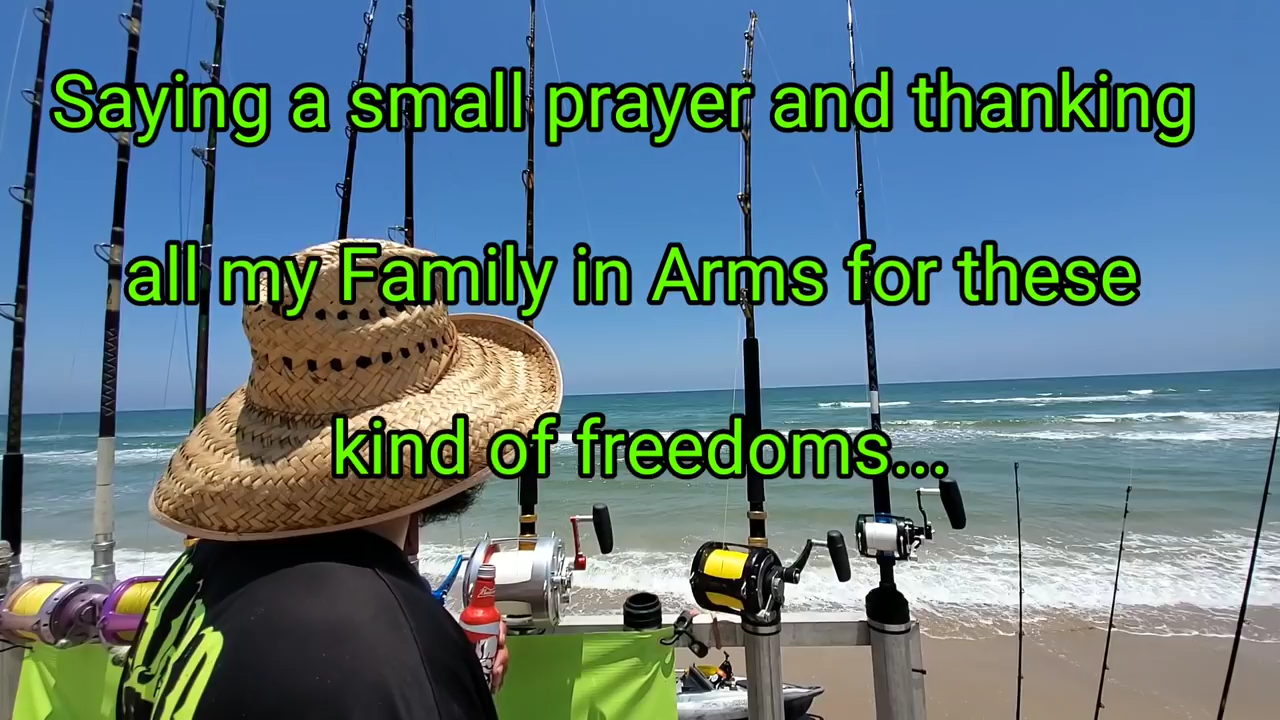 Saying a small prayer and thanking
all my Family in Arms for these
kind of freedoms...